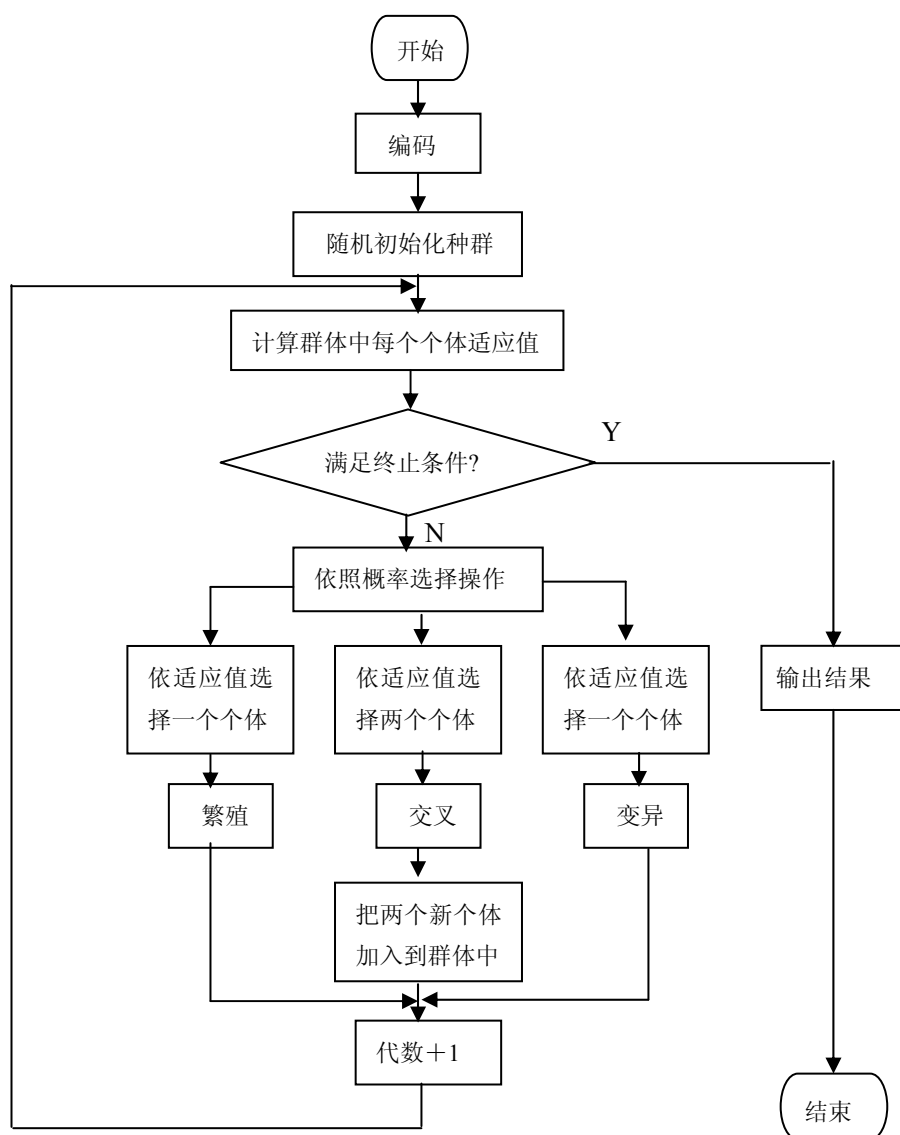 开始
编码
随机初始化种群
计算群体中每个个体适应值
满足终止条件?
Y
N
依照概率选择操作
依适应值选
择一个个体
依适应值选
择两个个体
依适应值选
择一个个体
输出结果
繁殖
交叉
变异
把两个新个体
加入到群体中
代数＋1
结束